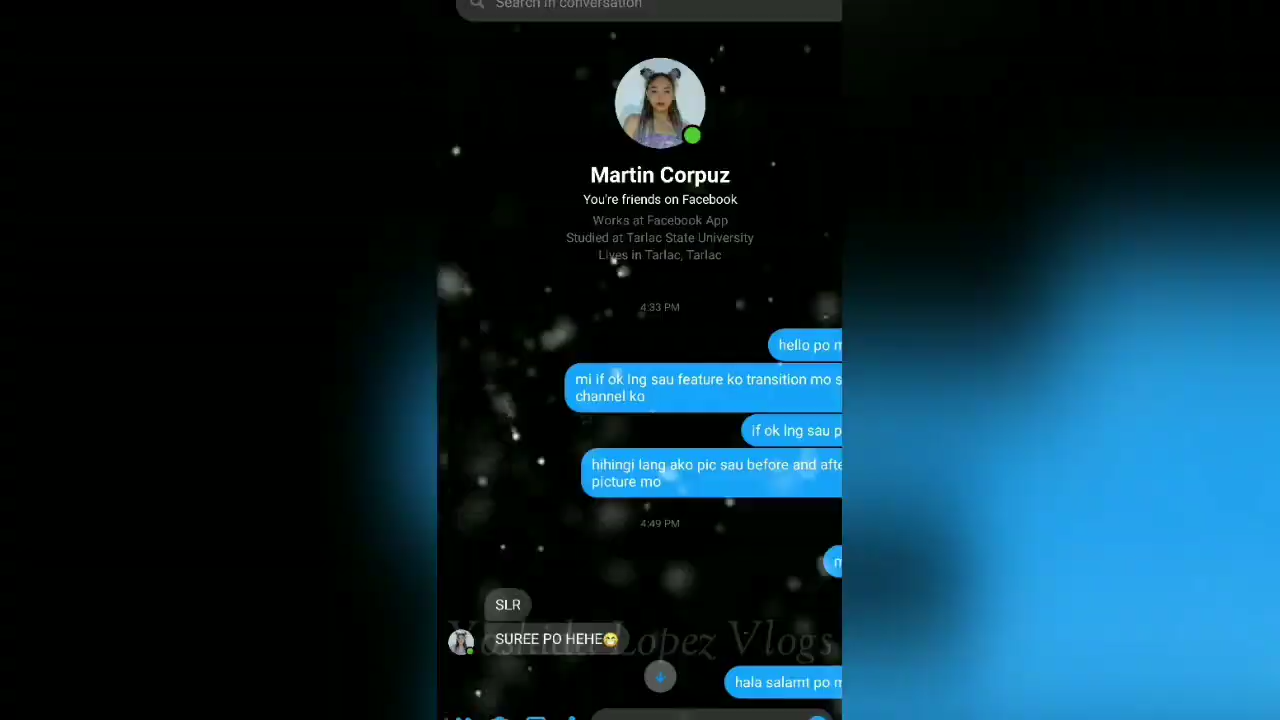 Search in conversation
Martin Corpuz
You're friends on Facebook
Works at Facebook App
Studied at Tarlac State University
Lives in Tarlac, Tarlac
4:33 PM
hello po m
mi if ok lng sau feature ko transition mo s
channel ko
if ok lng sau p
hihingi lang ako pic sau before and afte
picture mo
4:49 PM
m
SLR
SUREE PO HEHE😁
Yoshida Lopez Vlogs
hala salamt po m